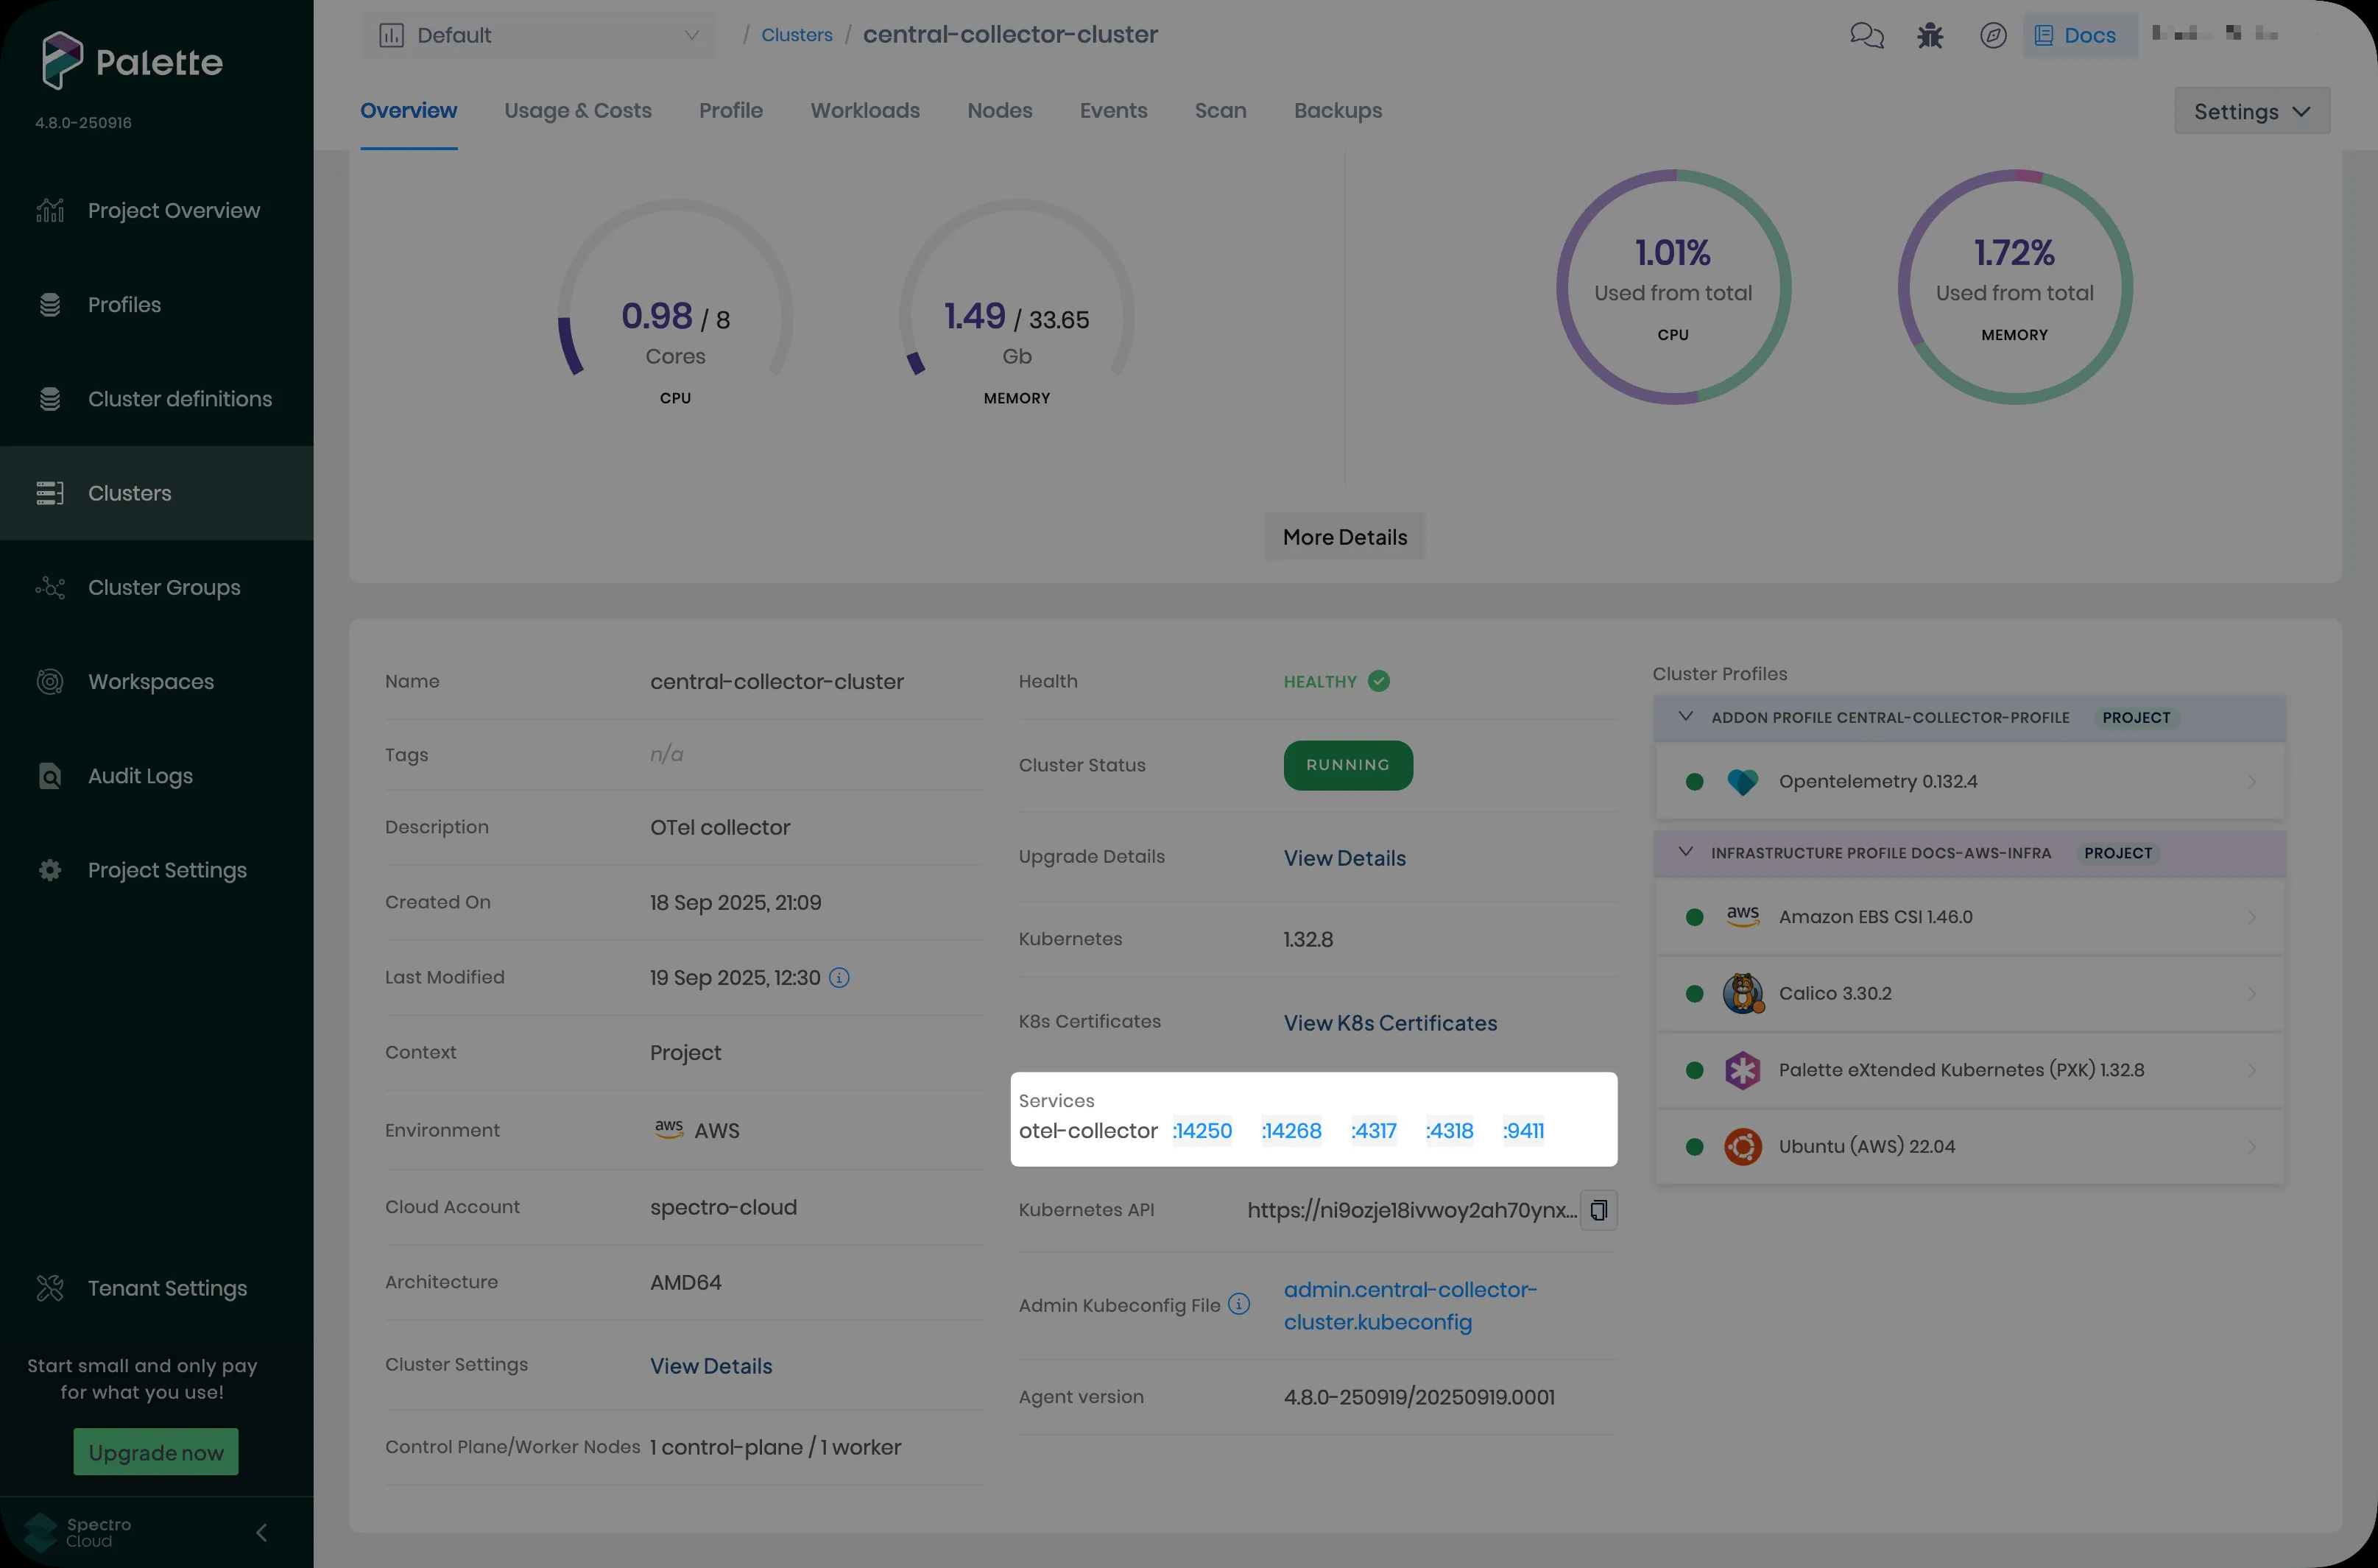 Palette
4.8.0-250916
Project Overview
Profiles
Cluster definitions
Clusters
Cluster Groups
Workspaces
Audit Logs
Project Settings
Tenant Settings
Start small and only pay
for what you use!
Upgrade now
Spectro
Cloud
Default
/ Clusters / central-collector-cluster
Docs
Overview
Usage & Costs
Profile
Workloads
Nodes
Events
Scan
Backups
Settings
0.98 / 8
Cores
CPU
1.49 / 33.65
Gb
MEMORY
1.01%
Used from total
CPU
1.72%
Used from total
MEMORY
More Details
Name central-collector-cluster
Tags n/a
Description OTel collector
Created On 18 Sep 2025, 21:09
Last Modified 19 Sep 2025, 12:30
Context Project
Environment aws AWS
Cloud Account spectro-cloud
Architecture AMD64
Cluster Settings View Details
Control Plane/Worker Nodes 1 control-plane / 1 worker
Health HEALTHY
Cluster Status RUNNING
Upgrade Details View Details
Kubernetes 1.32.8
K8s Certificates View K8s Certificates
Services
otel-collector :14250 :14268 :4317 :4318 :9411
Kubernetes API https://ni9ozje18ivwoy2ah70ynx...
Admin Kubeconfig File admin.central-collector-
cluster.kubeconfig
Agent version 4.8.0-250919/20250919.0001
Cluster Profiles
ADDON PROFILE CENTRAL-COLLECTOR-PROFILE PROJECT
Opentelemetry 0.132.4
INFRASTRUCTURE PROFILE DOCS-AWS-INFRA PROJECT
aws Amazon EBS CSI 1.46.0
Calico 3.30.2
Palette eXtended Kubernetes (PXK) 1.32.8
Ubuntu (AWS) 22.04